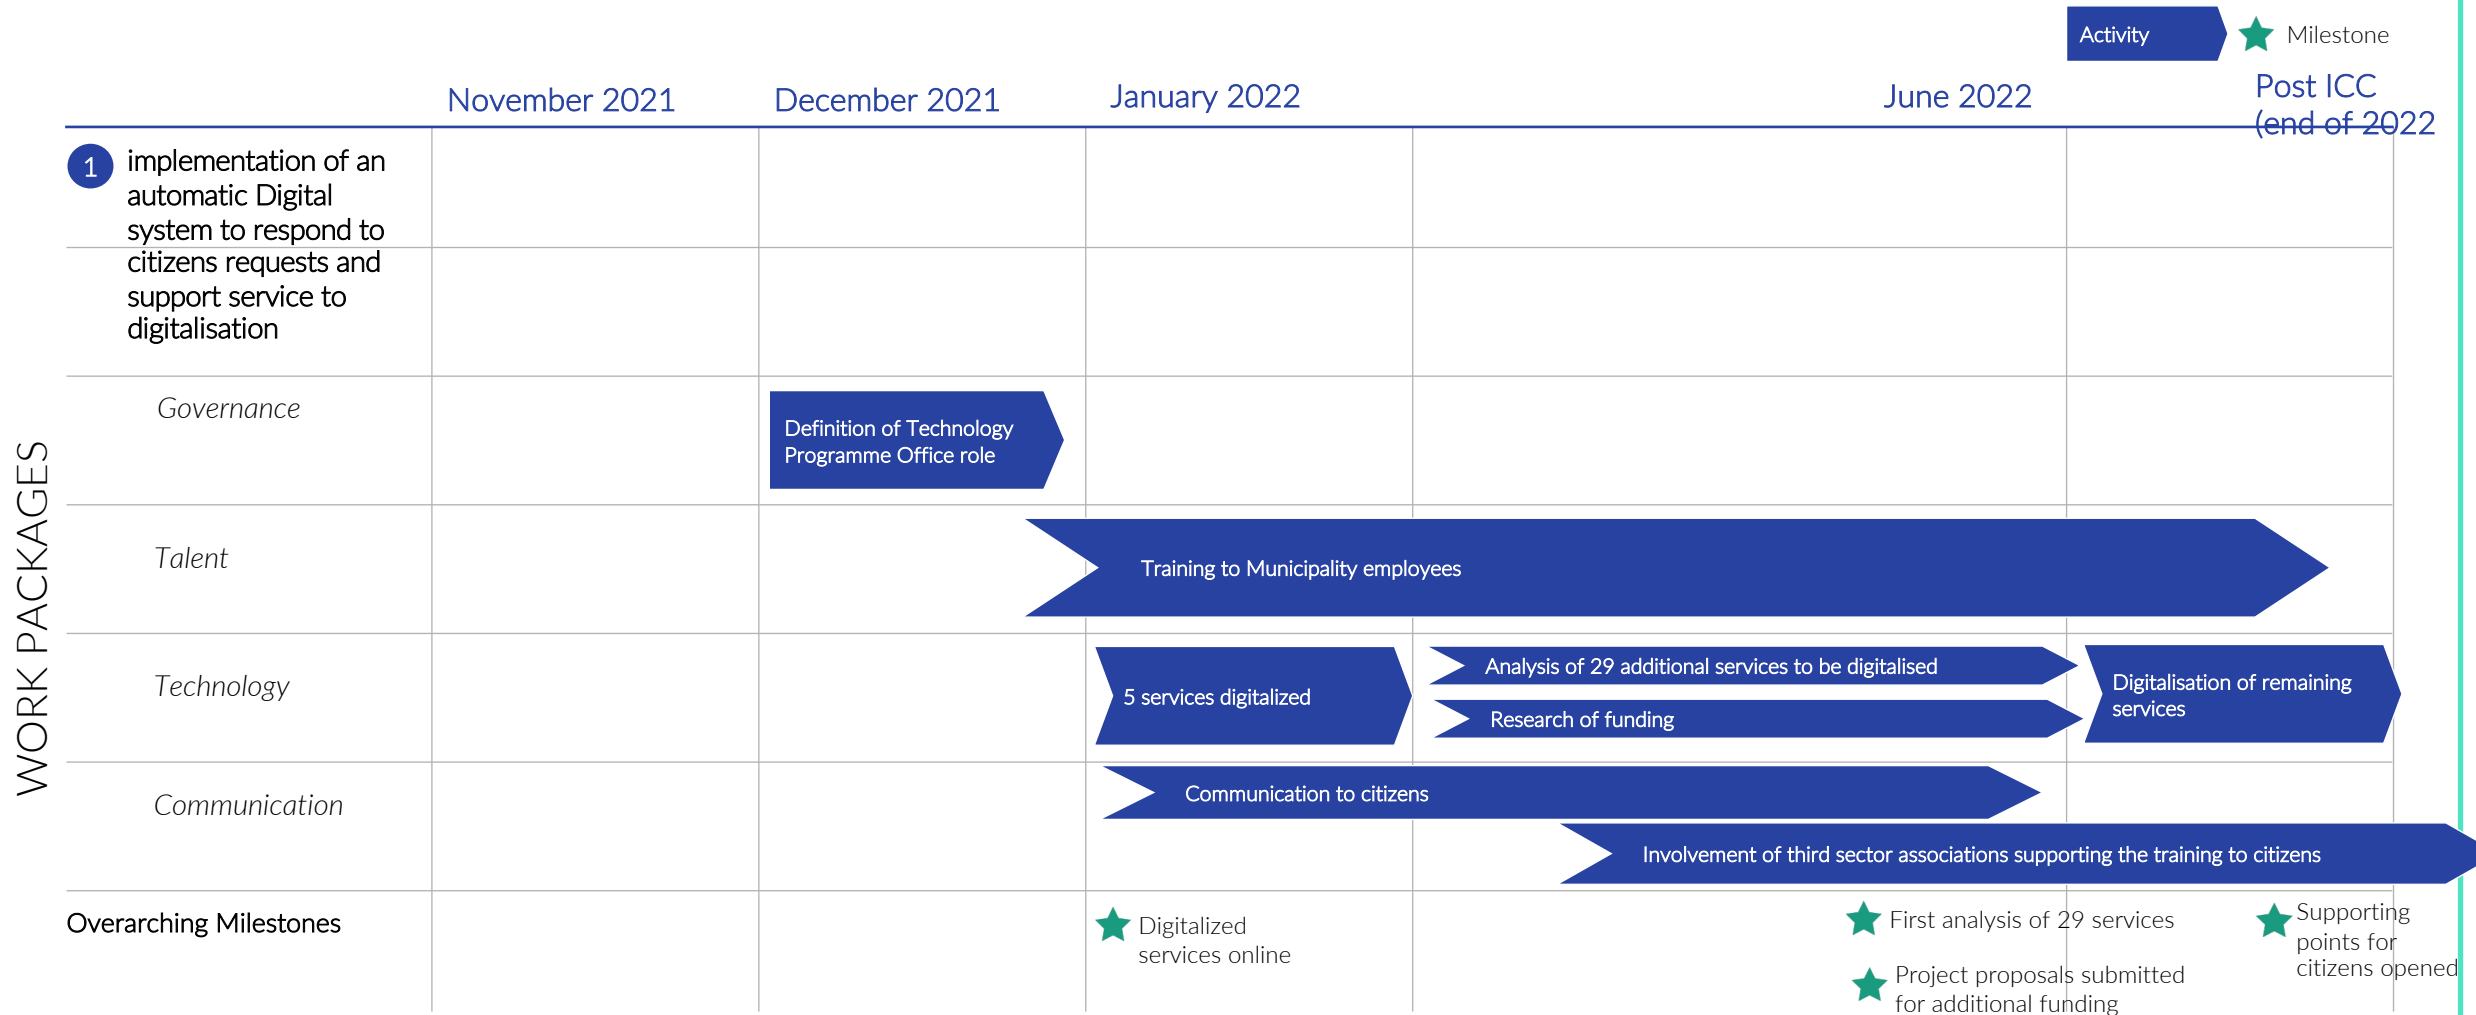 Activity
Milestone
November 2021
December 2021
January 2022
June 2022
Post ICC
(end of 2022
1
implementation of an
automatic Digital
system to respond to
citizens requests and
support service to
digitalisation
WORK PACKAGES
Governance
Definition of Technology
Programme Office role
Talent
Training to Municipality employees
Technology
5 services digitalized
Analysis of 29 additional services to be digitalised
Research of funding
Digitalisation of remaining
services
Communication
Communication to citizens
Involvement of third sector associations supporting the training to citizens
Overarching Milestones
Digitalized
services online
First analysis of 29 services
Project proposals submitted
for additional funding
Supporting
points for
citizens opened